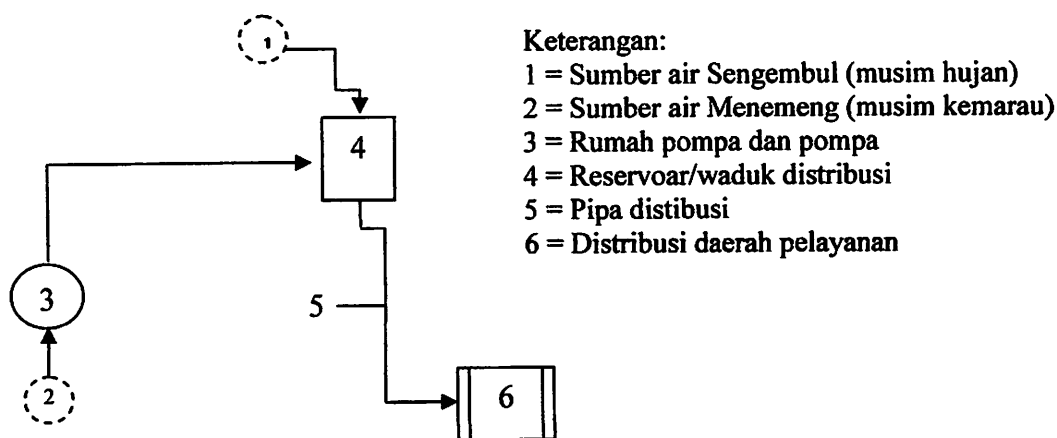 1
4
3
5
2
6
Keterangan:
1 = Sumber air Sengembul (musim hujan)
2 = Sumber air Menemeng (musim kemarau)
3 = Rumah pompa dan pompa
4 = Reservoar/waduk distribusi
5 = Pipa distibusi
6 = Distribusi daerah pelayanan